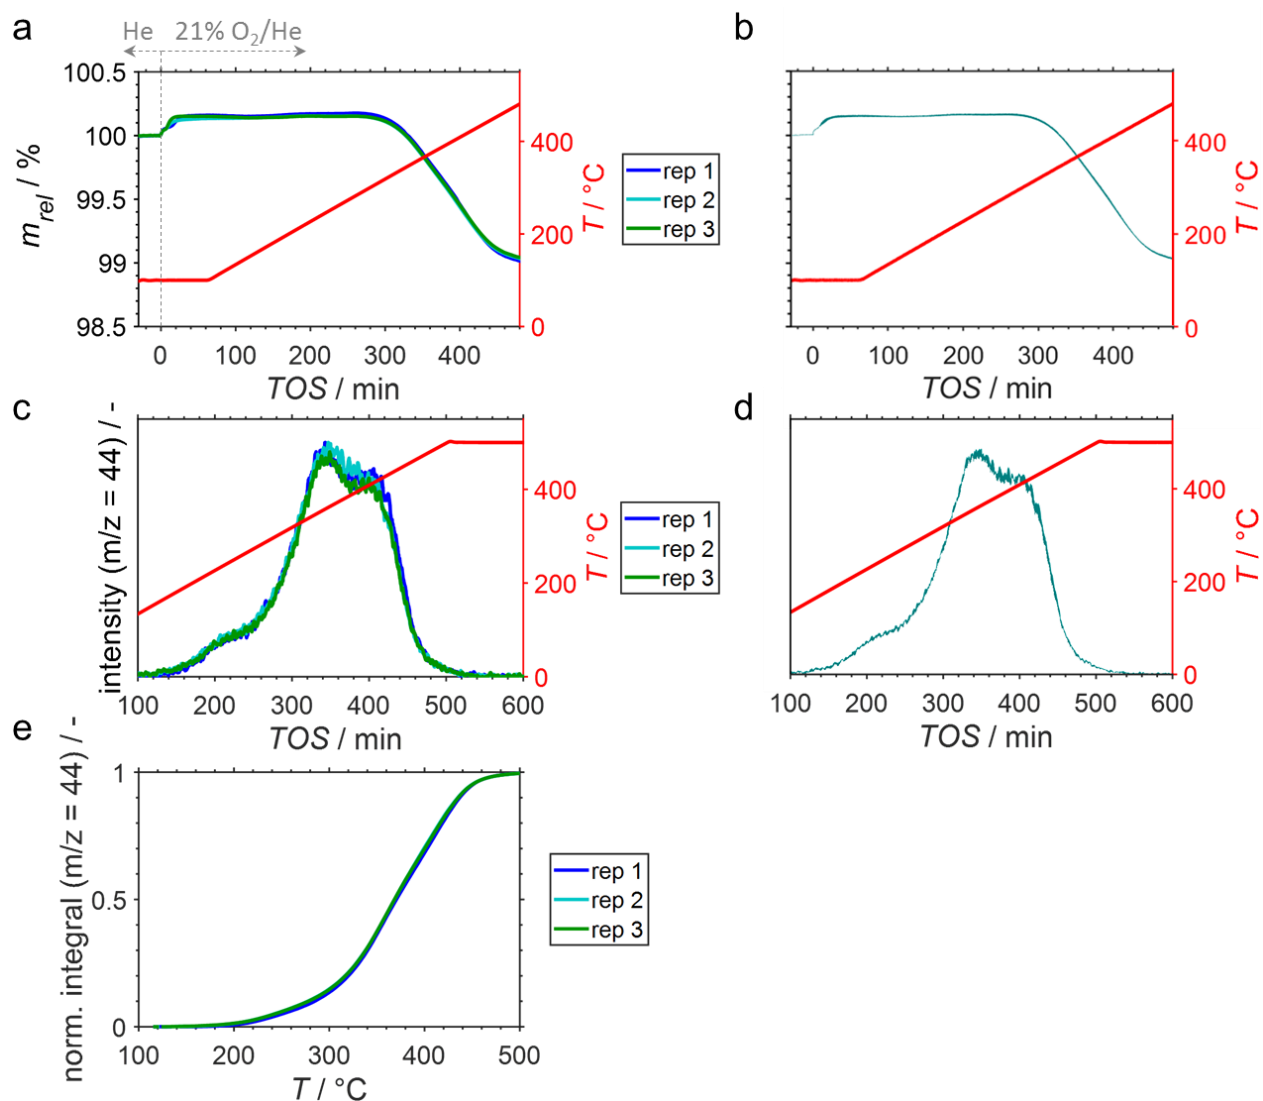 a
He 21% O2/He
100.5
100
99.5
99
98.5
mrel / %
400
200
0
T / °C
0 100 200 300 400
TOS / min
rep 1
rep 2
rep 3
b
400
200
0
T / °C
0 100 200 300 400
TOS / min
c
intensity (m/z = 44) / -
400
200
0
T / °C
100 200 300 400 500 600
TOS / min
rep 1
rep 2
rep 3
d
400
200
0
T / °C
100 200 300 400 500 600
TOS / min
e
norm. integral (m/z = 44) / -
1
0.5
0
100 200 300 400 500
T / °C
rep 1
rep 2
rep 3